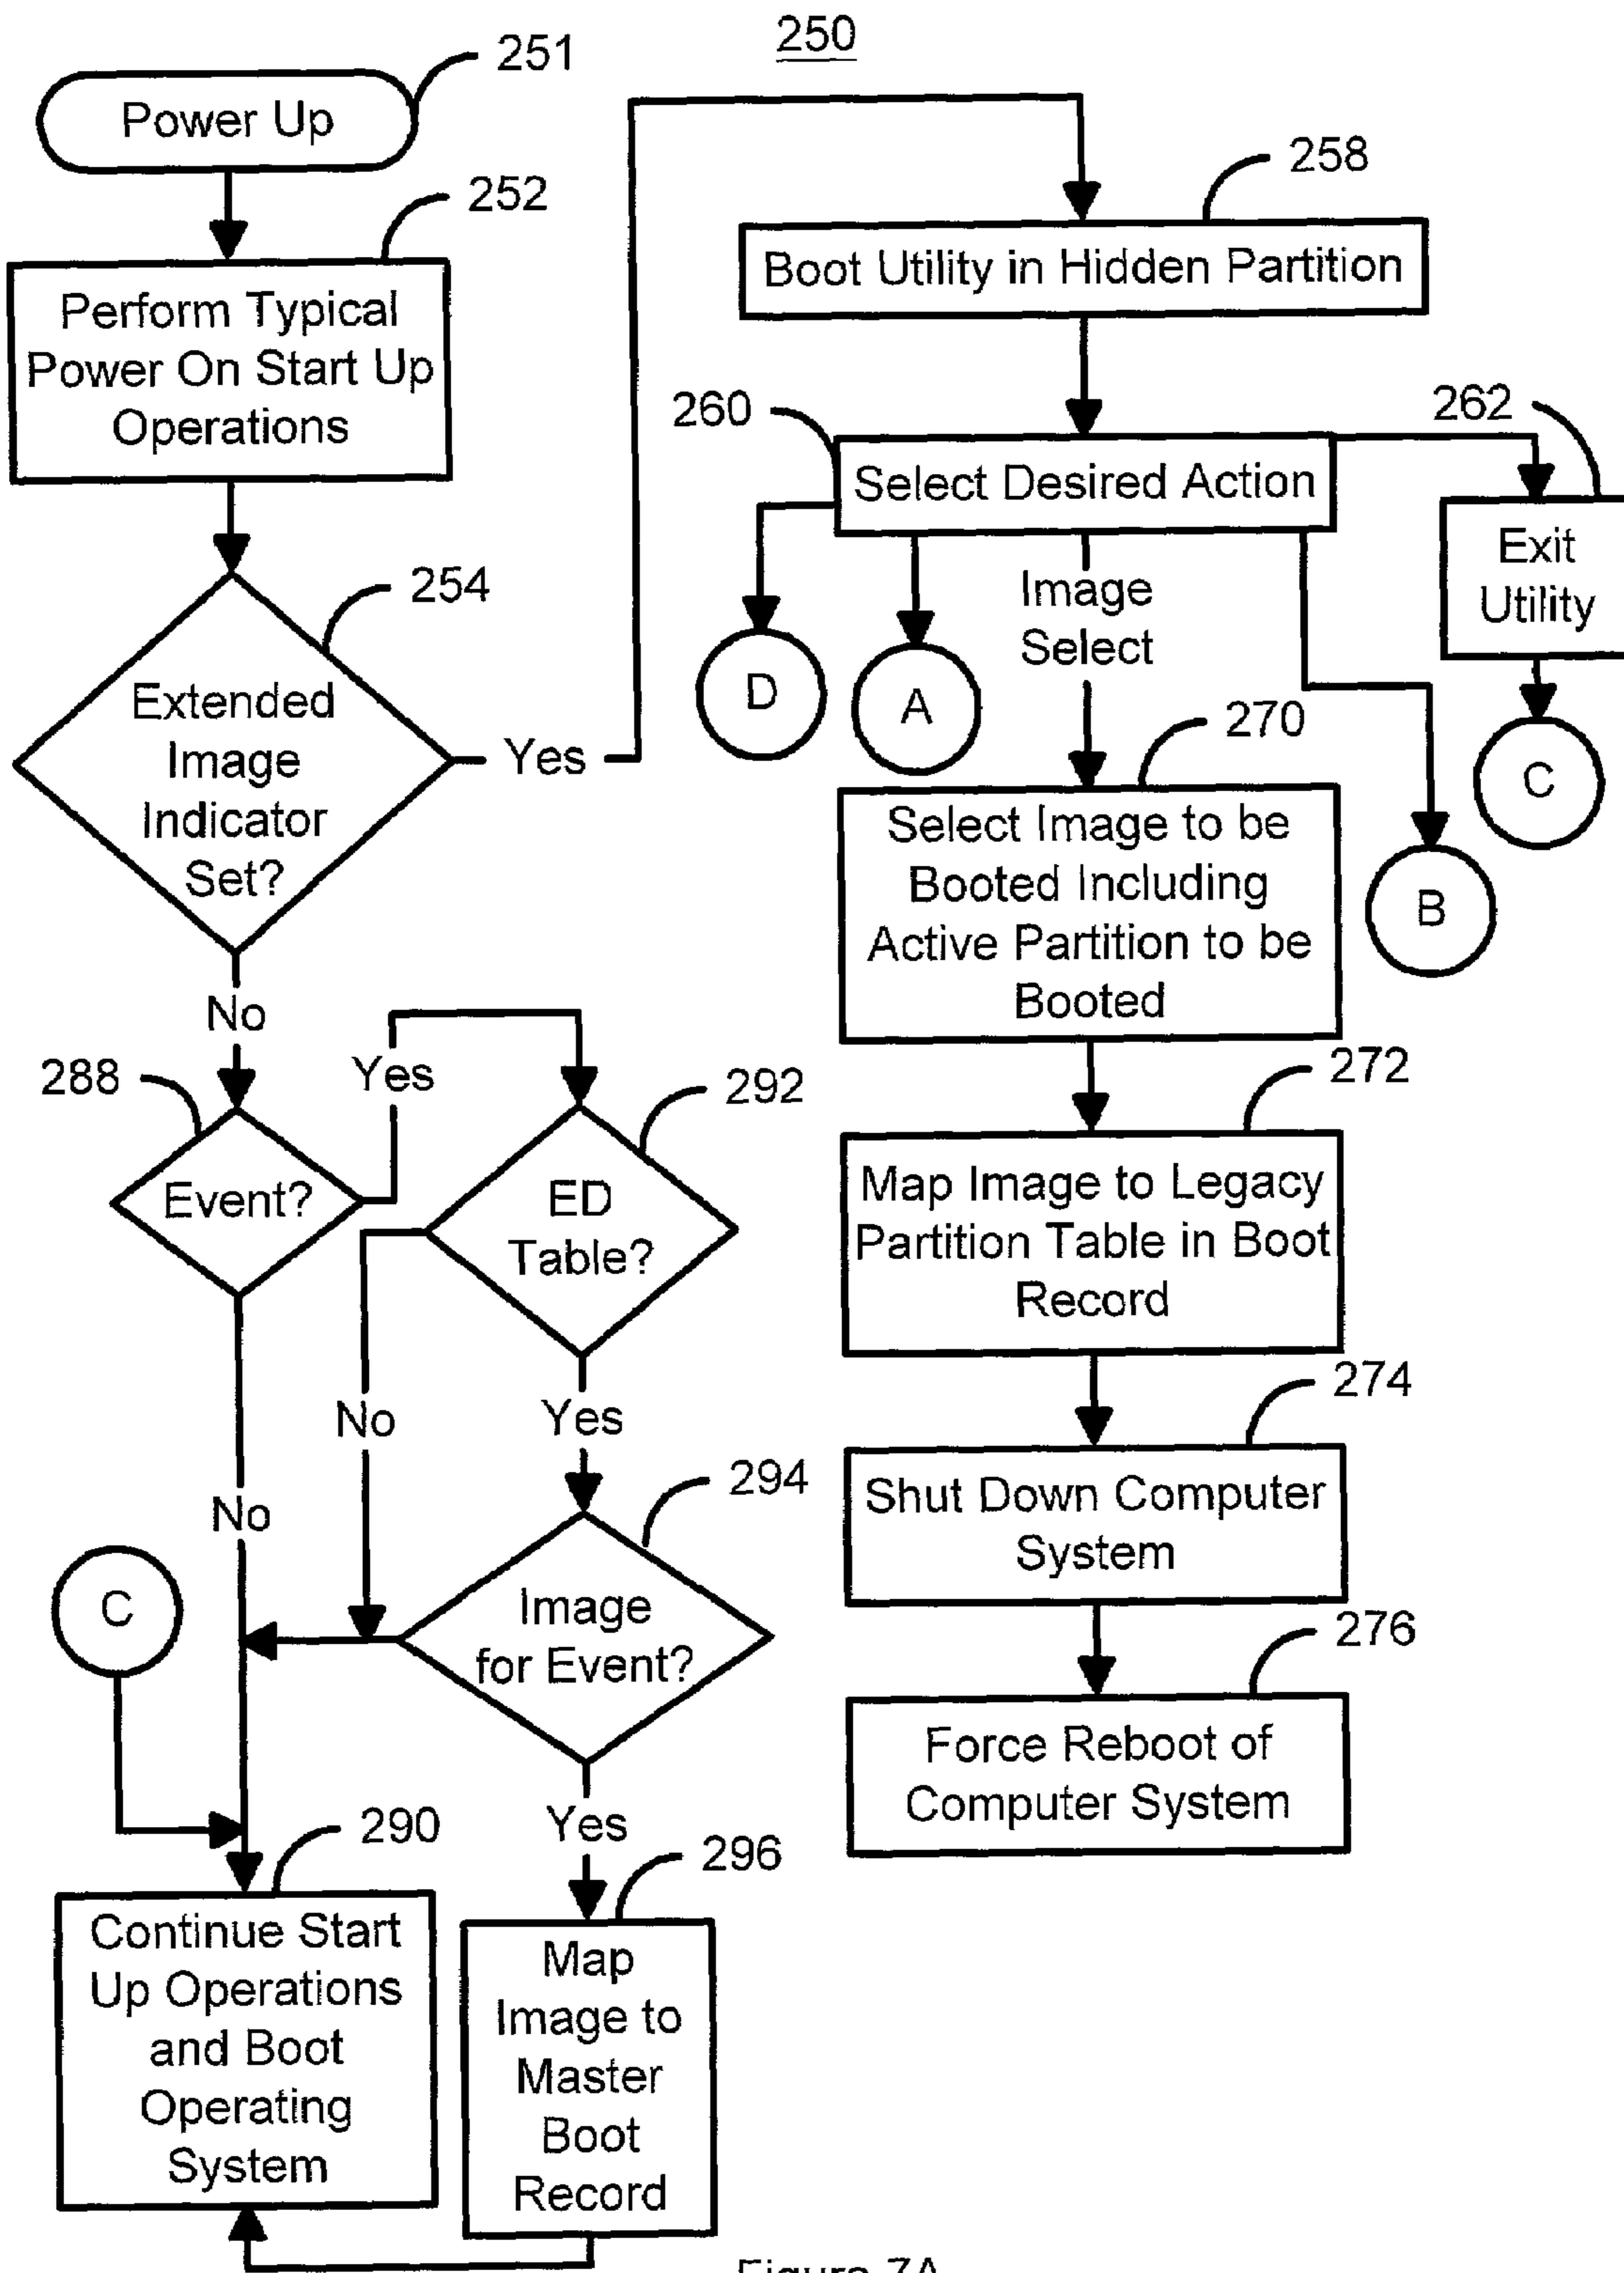 250
251
Power Up
252
Perform Typical
Power On Start Up
Operations
254
Extended
Image
Indicator
Set?
Yes
No
288
Event?
Yes
No
292
ED
Table?
No
Yes
294
Image
for Event?
Yes
C
290
Continue Start
Up Operations
and Boot
Operating
System
296
Map
Image to
Master
Boot
Record
258
Boot Utility in Hidden Partition
260
Select Desired Action
262
Exit
Utility
D
A
Image
Select
C
B
270
Select Image to be
Booted Including
Active Partition to be
Booted
272
Map Image to Legacy
Partition Table in Boot
Record
274
Shut Down Computer
System
276
Force Reboot of
Computer System
Figure 7A